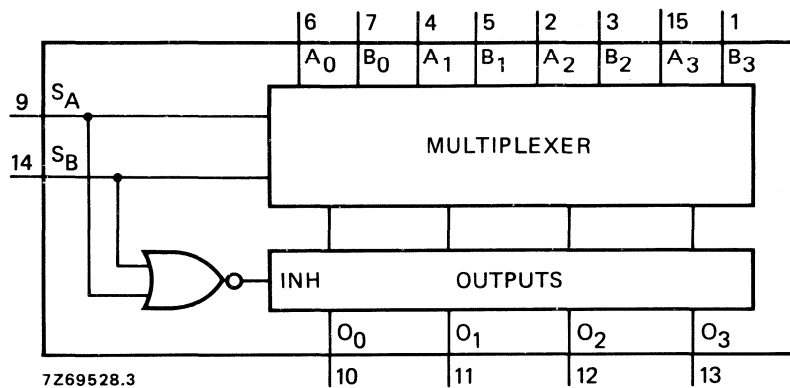 6 7 4 5 2 3 15 1
A0 B0 A1 B1 A2 B2 A3 B3
9 SA
MULTIPLEXER
14 SB
INH OUTPUTS
O0 O1 O2 O3
7Z69528.3 10 11 12 13